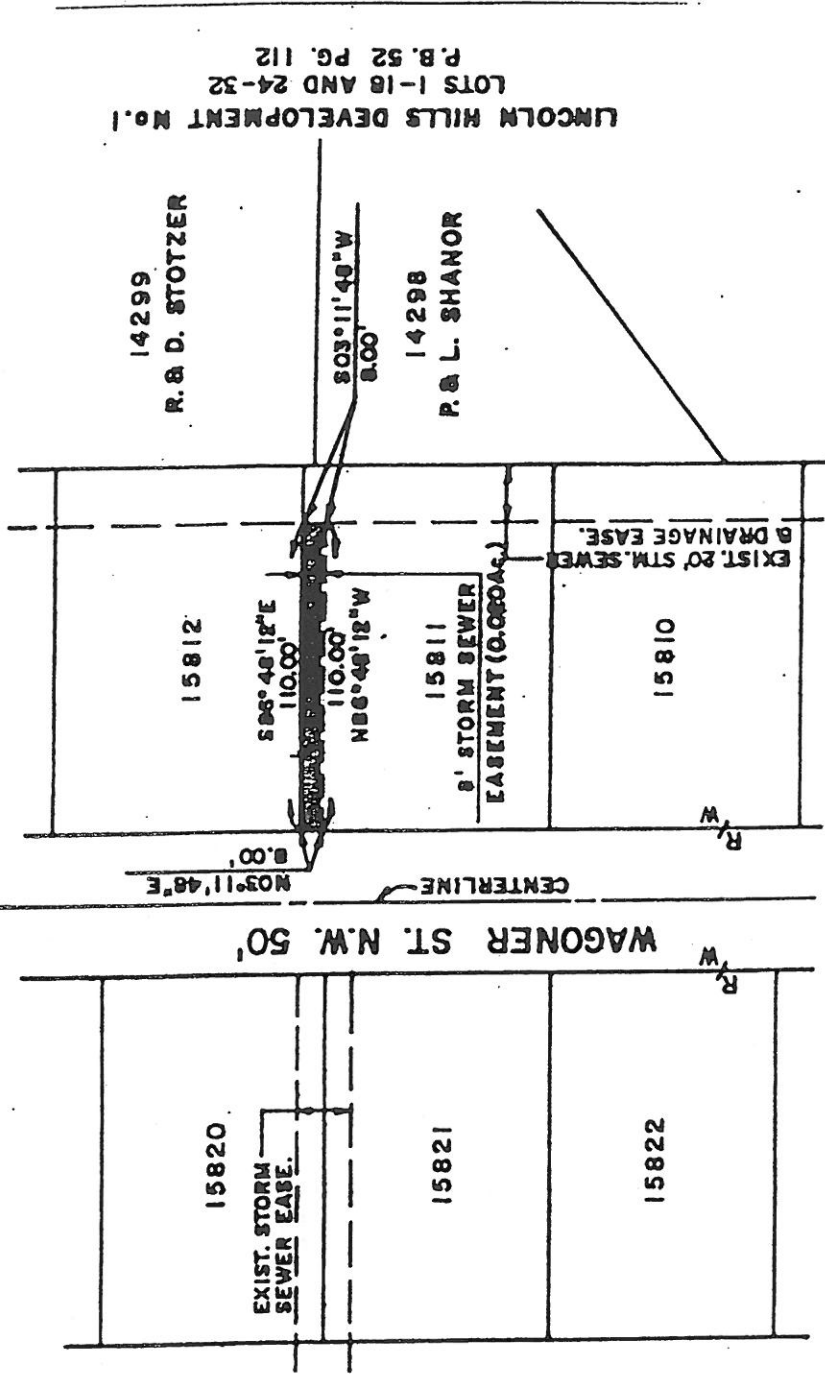 LINCOLN HILLS DEVELOPMENT No.1
LOTS 1-18 AND 24-32
P.B. 52 PG. 112
14299
R. & D. STOTZER
S03°11'48"W
8.00'
14298
P. & L. SHANOR
15812
S86°48'12"E
110.00'
110.00'
N86°48'12"W
15811
8' STORM SEWER
EASEMENT
EXIST. 20' STM. SEWER
& DRAINAGE EASE.
15810
N03°11'48"E
8.00'
R/W
CENTERLINE
WAGONER ST. N.W. 50'
R/W
15820
EXIST. STORM
SEWER EASE.
15821
15822